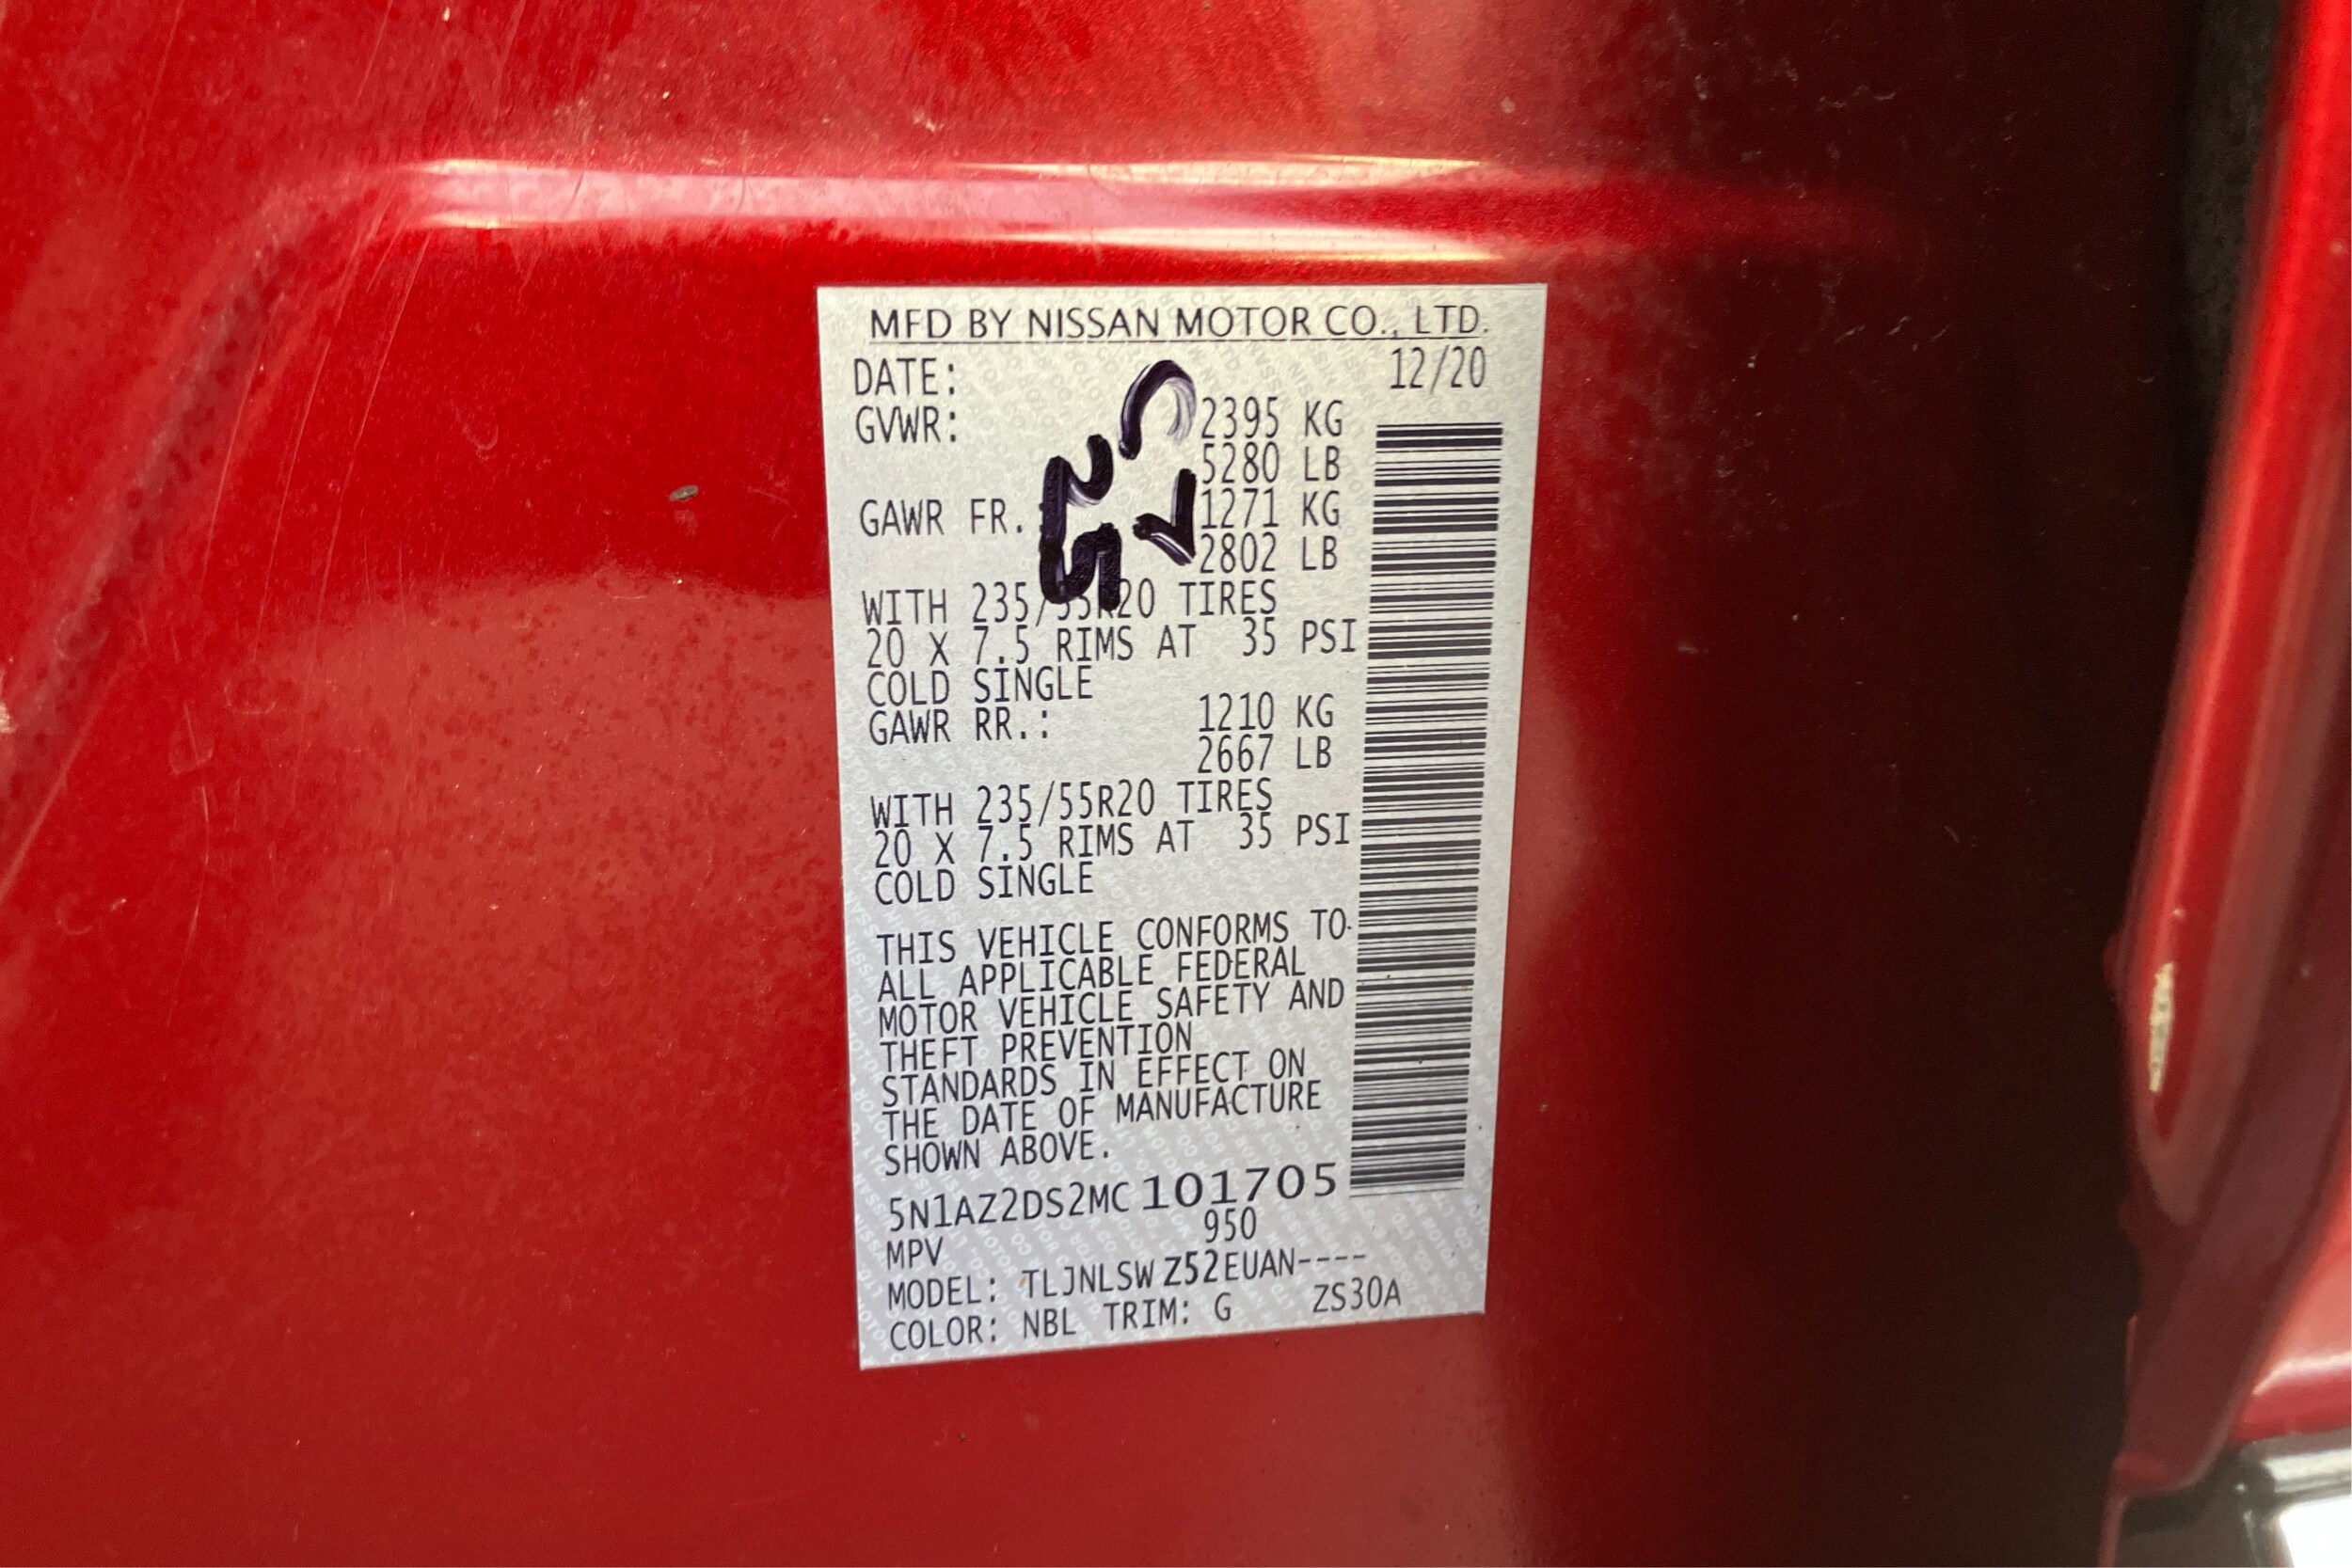 MFD BY NISSAN MOTOR CO., LTD.
DATE: 12/20
GVWR: 2395 KG
5280 LB
GAWR FR. 1271 KG
2802 LB
WITH 235/55R20 TIRES
20 X 7.5 RIMS AT 35 PSI
COLD SINGLE
GAWR RR.: 1210 KG
2667 LB
WITH 235/55R20 TIRES
20 X 7.5 RIMS AT 35 PSI
COLD SINGLE
THIS VEHICLE CONFORMS TO
ALL APPLICABLE FEDERAL
MOTOR VEHICLE SAFETY AND
THEFT PREVENTION
STANDARDS IN EFFECT ON
THE DATE OF MANUFACTURE
SHOWN ABOVE.
5N1AZ2DS2MC101705
MPV 950
MODEL: TLJNLSWZ52EUAN----
COLOR: NBL TRIM: G ZS30A